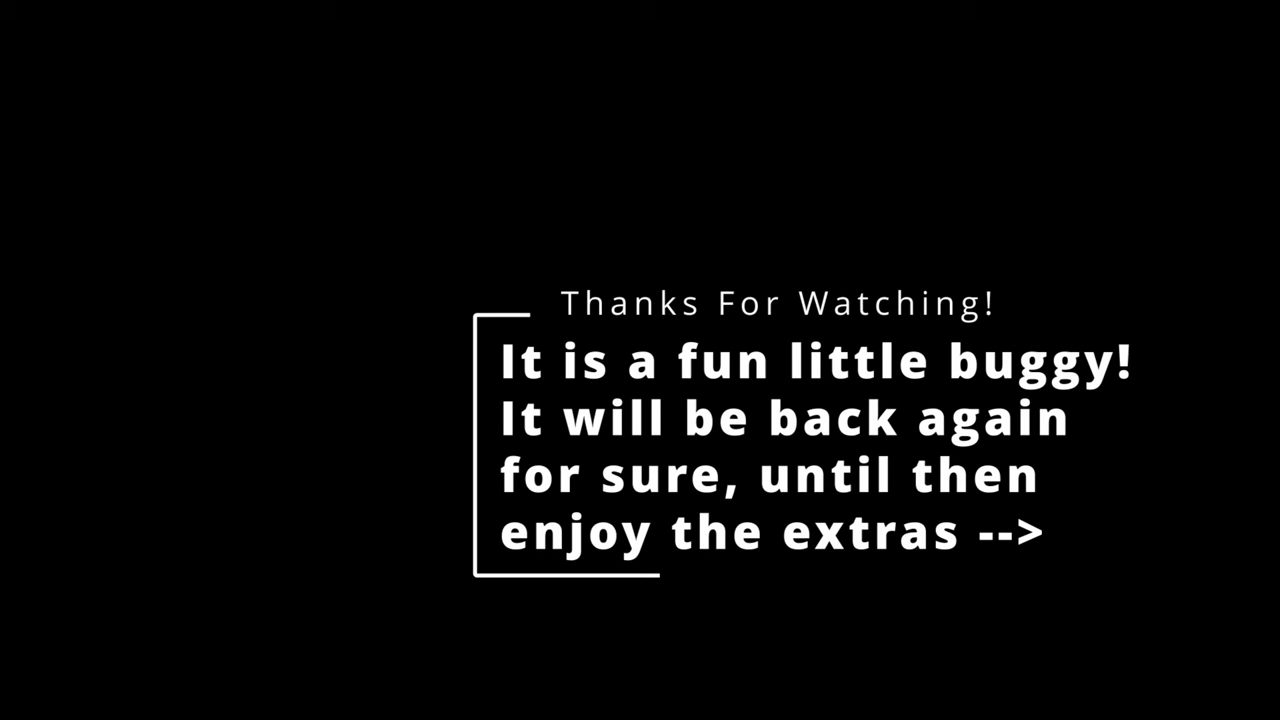 Thanks For Watching!
It is a fun little buggy!
It will be back again
for sure, until then
enjoy the extras -->